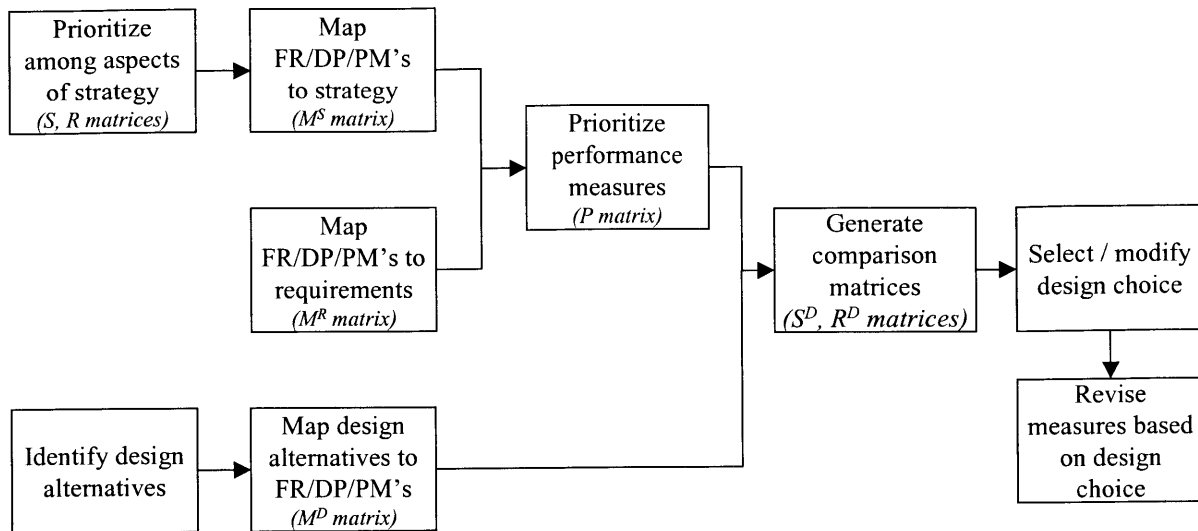 Prioritize
among aspects
of strategy
(S, R matrices)
Map
FR/DP/PM's
to strategy
(M^S matrix)
Prioritize
performance
measures
(P matrix)
Map
FR/DP/PM's to
requirements
(M^R matrix)
Generate
comparison
matrices
(S^D, R^D matrices)
Select / modify
design choice
Identify design
alternatives
Map design
alternatives to
FR/DP/PM's
(M^D matrix)
Revise
measures based
on design
choice